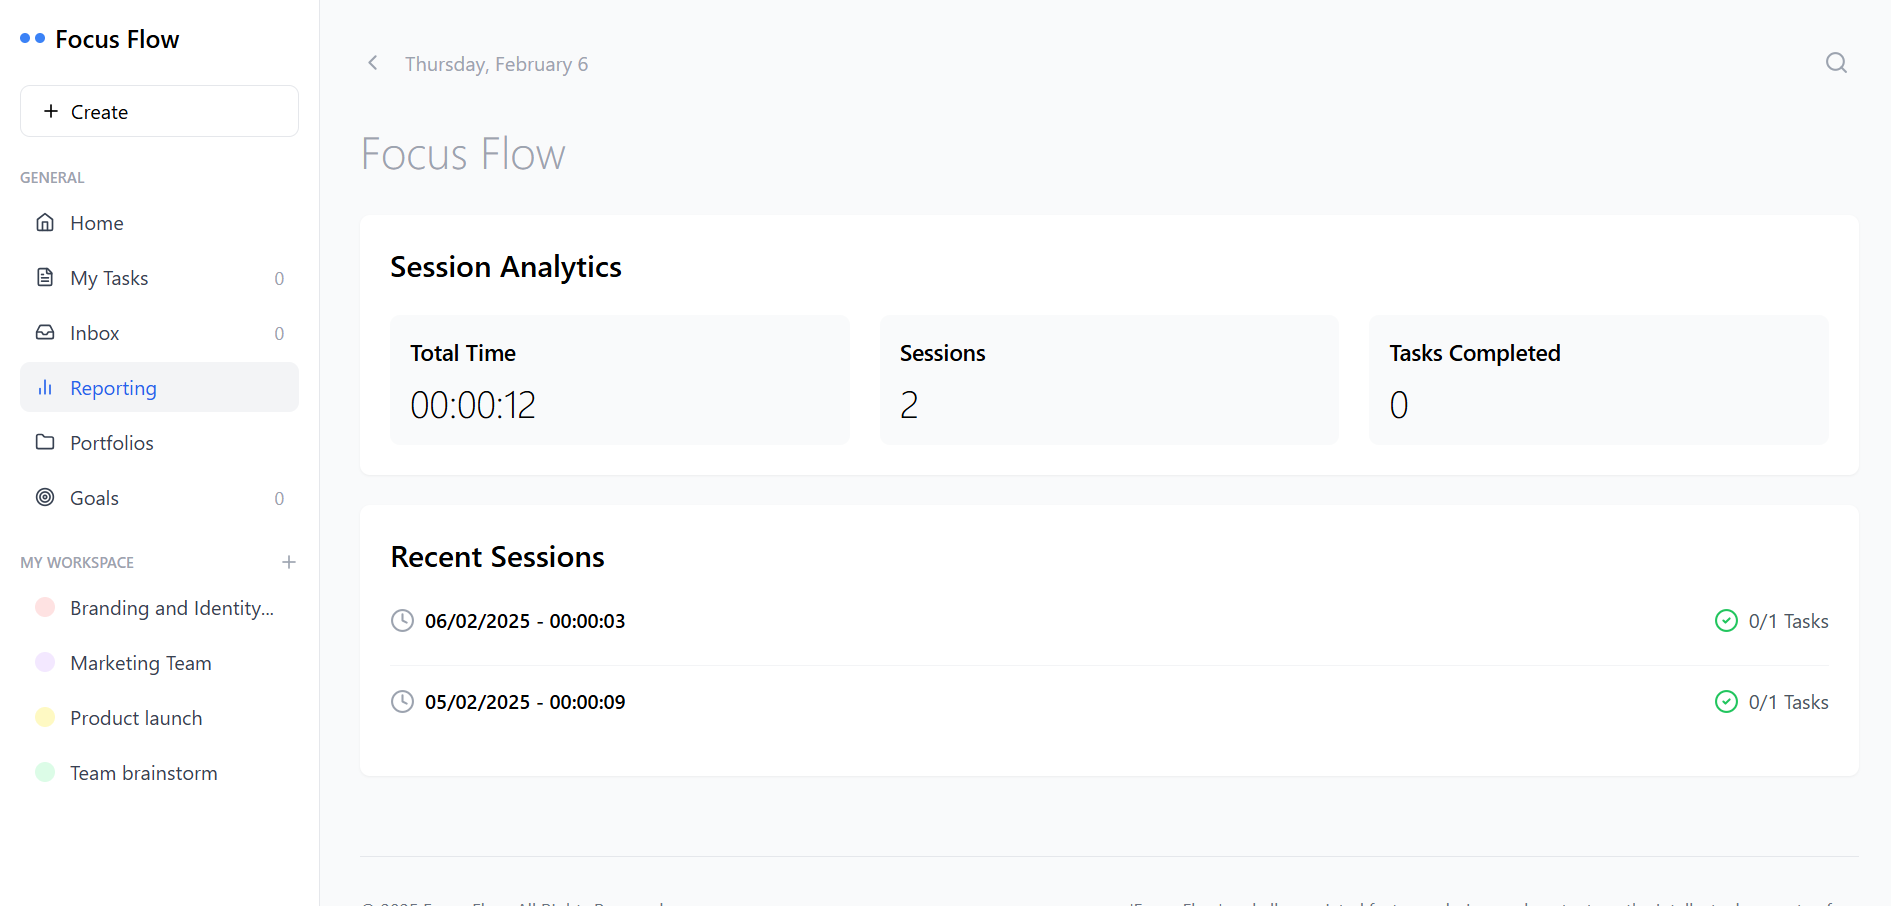 Focus Flow
Create
GENERAL
Home
My Tasks 0
Inbox 0
Reporting
Portfolios
Goals 0
MY WORKSPACE
Branding and Identity...
Marketing Team
Product launch
Team brainstorm
Thursday, February 6
Focus Flow
Session Analytics
Total Time
00:00:12
Sessions
2
Tasks Completed
0
Recent Sessions
06/02/2025 - 00:00:03
0/1 Tasks
05/02/2025 - 00:00:09
0/1 Tasks